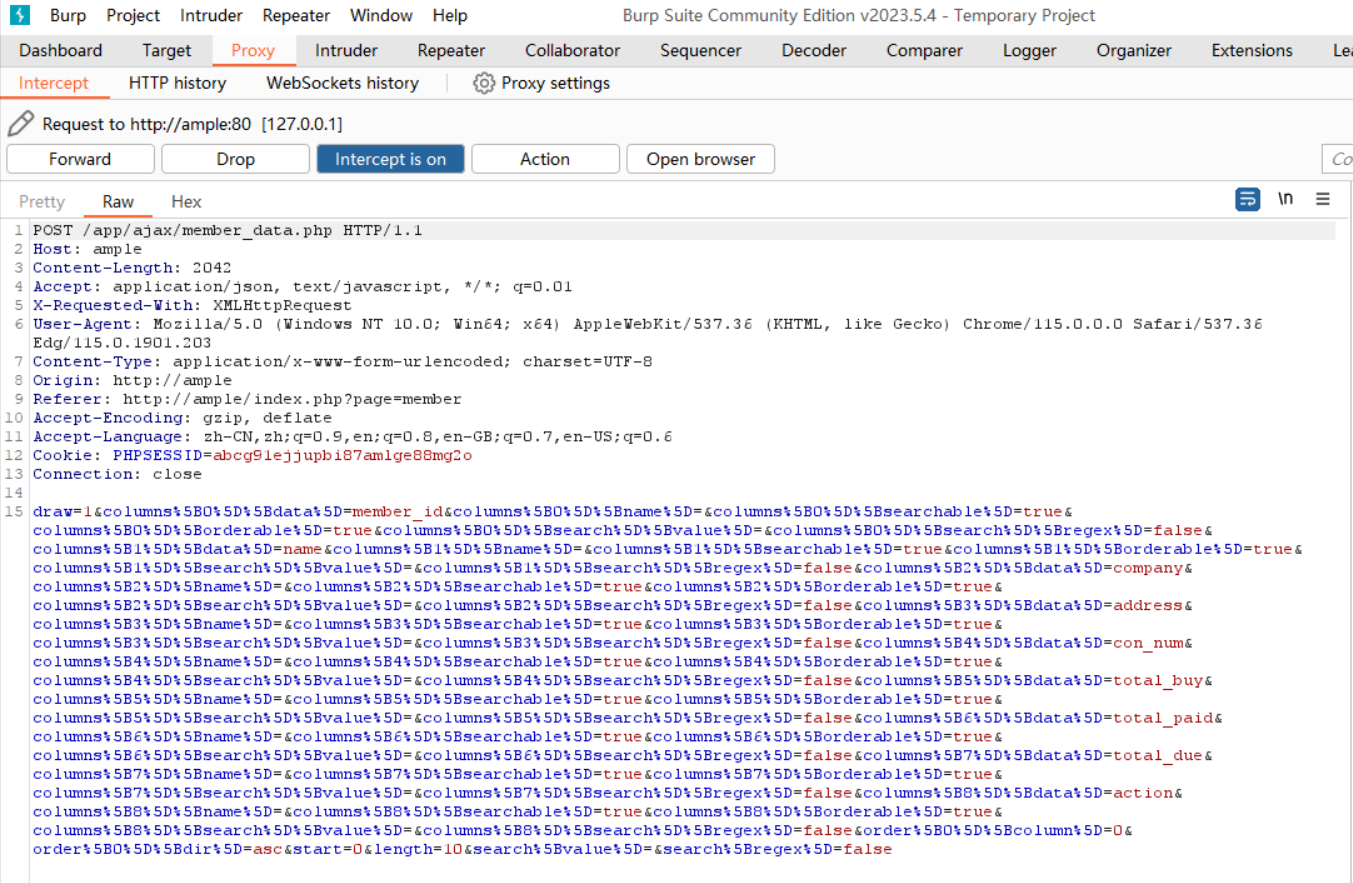 Burp Project Intruder Repeater Window Help Burp Suite Community Edition v2023.5.4 - Temporary Project
Dashboard Target Proxy Intruder Repeater Collaborator Sequencer Decoder Comparer Logger Organizer Extensions Lea
Intercept HTTP history WebSockets history Proxy settings
Request to http://ample:80 [127.0.0.1]
Forward Drop Intercept is on Action Open browser Co
Pretty Raw Hex \n
1 POST /app/ajax/member_data.php HTTP/1.1
2 Host: ample
3 Content-Length: 2042
4 Accept: application/json, text/javascript, */*; q=0.01
5 X-Requested-With: XMLHttpRequest
6 User-Agent: Mozilla/5.0 (Windows NT 10.0; Win64; x64) AppleWebKit/537.36 (KHTML, like Gecko) Chrome/115.0.0.0 Safari/537.36
Edg/115.0.1901.203
7 Content-Type: application/x-www-form-urlencoded; charset=UTF-8
8 Origin: http://ample
9 Referer: http://ample/index.php?page=member
10 Accept-Encoding: gzip, deflate
11 Accept-Language: zh-CN,zh;q=0.9,en;q=0.8,en-GB;q=0.7,en-US;q=0.6
12 Cookie: PHPSESSID=abcg91ejjupbi87amlge88mg2o
13 Connection: close
14
15 draw=1&columns%5B0%5D%5Bdata%5D=member_id&columns%5B0%5D%5Bname%5D=&columns%5B0%5D%5Bsearchable%5D=true&
columns%5B0%5D%5Borderable%5D=true&columns%5B0%5D%5Bsearch%5D%5Bvalue%5D=&columns%5B0%5D%5Bsearch%5D%5Bregex%5D=false&
columns%5B1%5D%5Bdata%5D=name&columns%5B1%5D%5Bname%5D=&columns%5B1%5D%5Bsearchable%5D=true&columns%5B1%5D%5Borderable%5D=true&
columns%5B1%5D%5Bsearch%5D%5Bvalue%5D=&columns%5B1%5D%5Bsearch%5D%5Bregex%5D=false&columns%5B2%5D%5Bdata%5D=company&
columns%5B2%5D%5Bname%5D=&columns%5B2%5D%5Bsearchable%5D=true&columns%5B2%5D%5Borderable%5D=true&
columns%5B2%5D%5Bsearch%5D%5Bvalue%5D=&columns%5B2%5D%5Bsearch%5D%5Bregex%5D=false&columns%5B3%5D%5Bdata%5D=address&
columns%5B3%5D%5Bname%5D=&columns%5B3%5D%5Bsearchable%5D=true&columns%5B3%5D%5Borderable%5D=true&
columns%5B3%5D%5Bsearch%5D%5Bvalue%5D=&columns%5B3%5D%5Bsearch%5D%5Bregex%5D=false&columns%5B4%5D%5Bdata%5D=con_num&
columns%5B4%5D%5Bname%5D=&columns%5B4%5D%5Bsearchable%5D=true&columns%5B4%5D%5Borderable%5D=true&
columns%5B4%5D%5Bsearch%5D%5Bvalue%5D=&columns%5B4%5D%5Bsearch%5D%5Bregex%5D=false&columns%5B5%5D%5Bdata%5D=total_buy&
columns%5B5%5D%5Bname%5D=&columns%5B5%5D%5Bsearchable%5D=true&columns%5B5%5D%5Borderable%5D=true&
columns%5B5%5D%5Bsearch%5D%5Bvalue%5D=&columns%5B5%5D%5Bsearch%5D%5Bregex%5D=false&columns%5B6%5D%5Bdata%5D=total_paid&
columns%5B6%5D%5Bname%5D=&columns%5B6%5D%5Bsearchable%5D=true&columns%5B6%5D%5Borderable%5D=true&
columns%5B6%5D%5Bsearch%5D%5Bvalue%5D=&columns%5B6%5D%5Bsearch%5D%5Bregex%5D=false&columns%5B7%5D%5Bdata%5D=total_due&
columns%5B7%5D%5Bname%5D=&columns%5B7%5D%5Bsearchable%5D=true&columns%5B7%5D%5Borderable%5D=true&
columns%5B7%5D%5Bsearch%5D%5Bvalue%5D=&columns%5B7%5D%5Bsearch%5D%5Bregex%5D=false&columns%5B8%5D%5Bdata%5D=action&
columns%5B8%5D%5Bname%5D=&columns%5B8%5D%5Bsearchable%5D=true&columns%5B8%5D%5Borderable%5D=true&
columns%5B8%5D%5Bsearch%5D%5Bvalue%5D=&columns%5B8%5D%5Bsearch%5D%5Bregex%5D=false&order%5B0%5D%5Bcolumn%5D=0&
order%5B0%5D%5Bdir%5D=asc&start=0&length=10&search%5Bvalue%5D=&search%5Bregex%5D=false